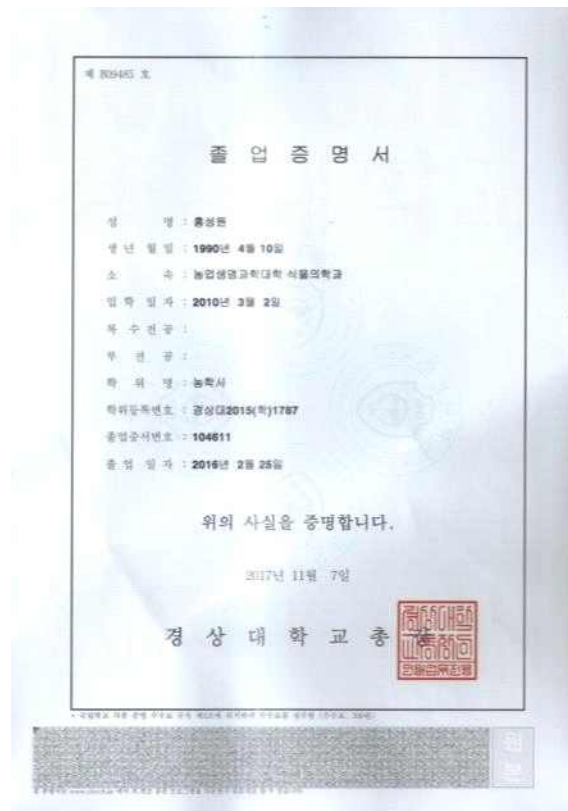 제 B09485 호
졸업증명서
성 명 : 홍성원
생년월일 : 1990년 4월 10일
소 속 : 농업생명과학대학 식물의학과
입학일자 : 2010년 3월 2일
복수전공 :
부전공 :
학위명 : 농학사
학위등록번호 : 경상대2015(학)1787
졸업증서번호 : 104611
졸업일자 : 2016년 2월 25일
위의 사실을 증명합니다.
2017년 11월 7일
경상대학교총
원본